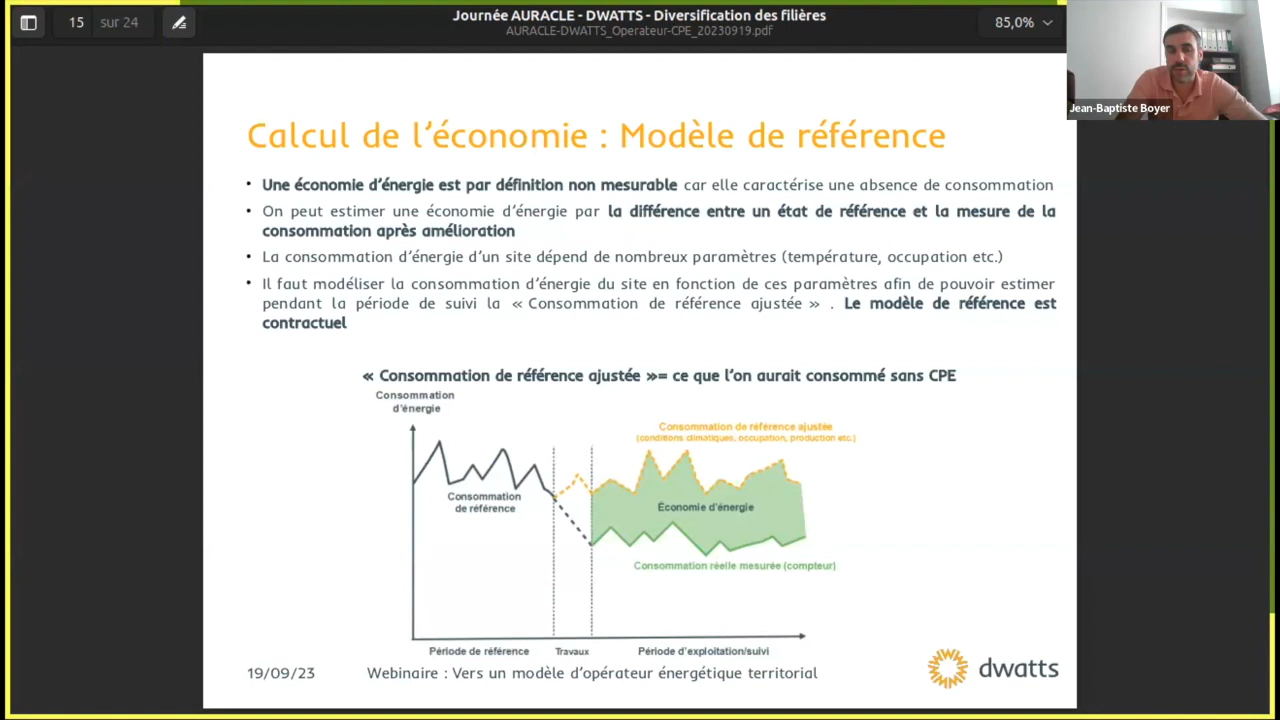 15 sur 24
Journée AURACLE - DWATTS - Diversification des filières
AURACLE-DWATTS_Operateur-CPE_20230919.pdf
85,0%
Jean-Baptiste Boyer
Calcul de l’économie : Modèle de référence
• Une économie d’énergie est par définition non mesurable car elle caractérise une absence de consommation
• On peut estimer une économie d’énergie par la différence entre un état de référence et la mesure de la
consommation après amélioration
• La consommation d’énergie d’un site dépend de nombreux paramètres (température, occupation etc.)
• Il faut modéliser la consommation d’énergie du site en fonction de ces paramètres afin de pouvoir estimer
pendant la période de suivi la « Consommation de référence ajustée » . Le modèle de référence est
contractuel
« Consommation de référence ajustée »= ce que l’on aurait consommé sans CPE
Consommation
d’énergie
Consommation de référence ajustée
(conditions climatiques, occupation, production etc.)
Consommation
de référence
Économie d’énergie
Consommation réelle mesurée (compteur)
Période de référence
Travaux
Période d’exploitation/suivi
19/09/23
Webinaire : Vers un modèle d’opérateur énergétique territorial
dwatts